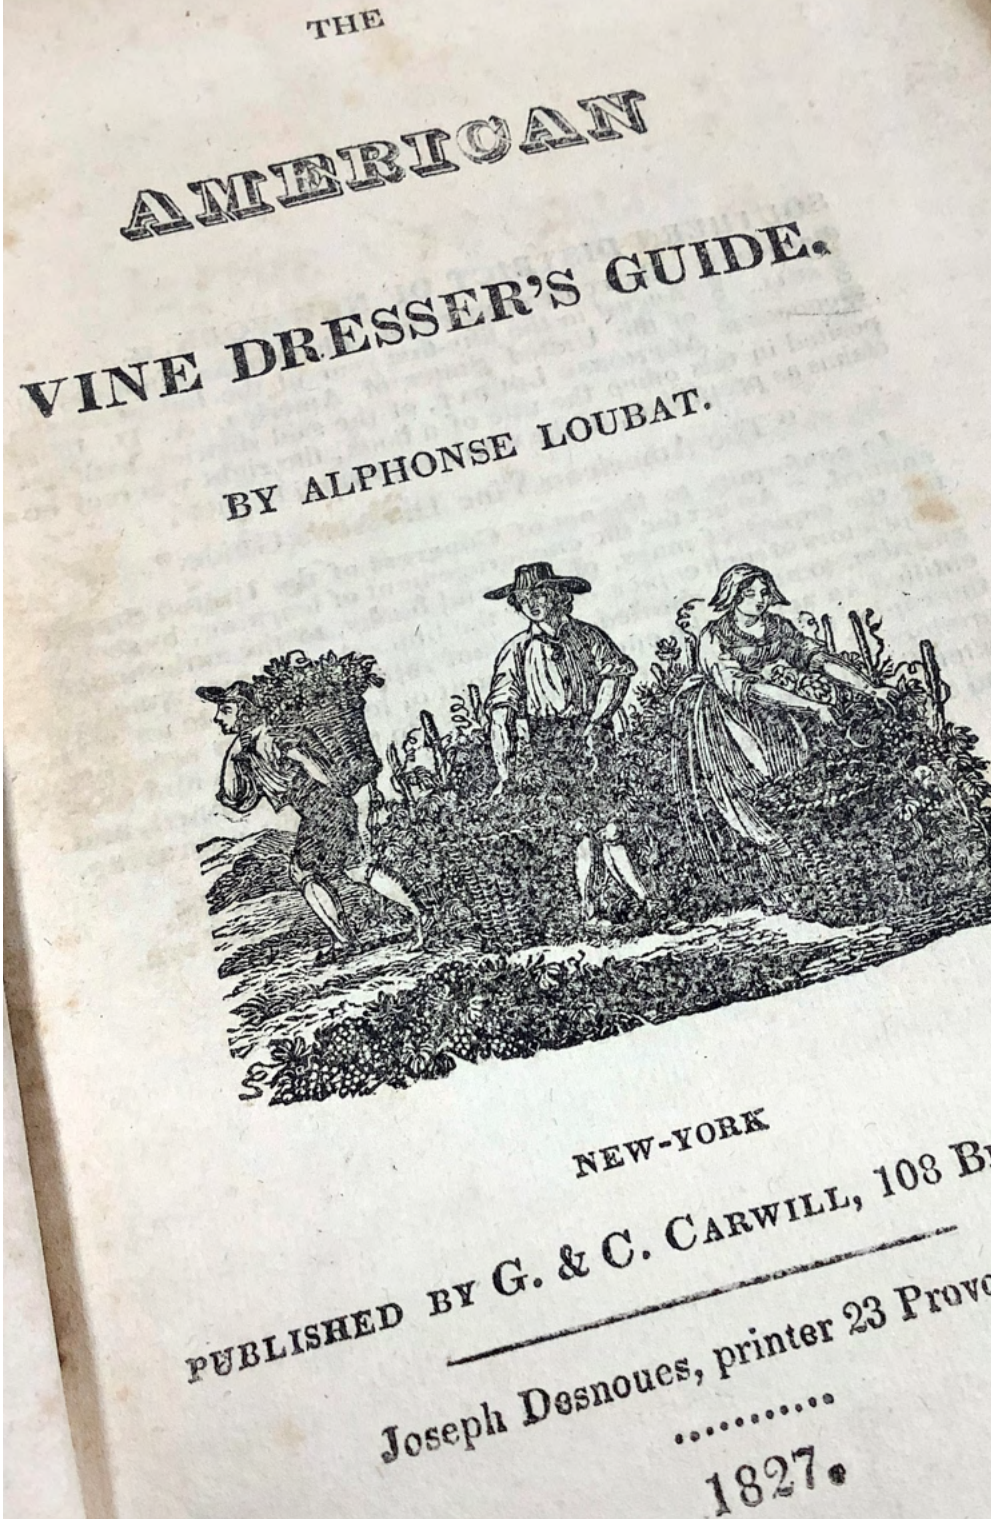 THE
AMERICAN
VINE DRESSER'S GUIDE.
BY ALPHONSE LOUBAT.
NEW-YORK
PUBLISHED BY G. & C. CARWILL, 108
Joseph Desnoues, printer 23
...........
1827.